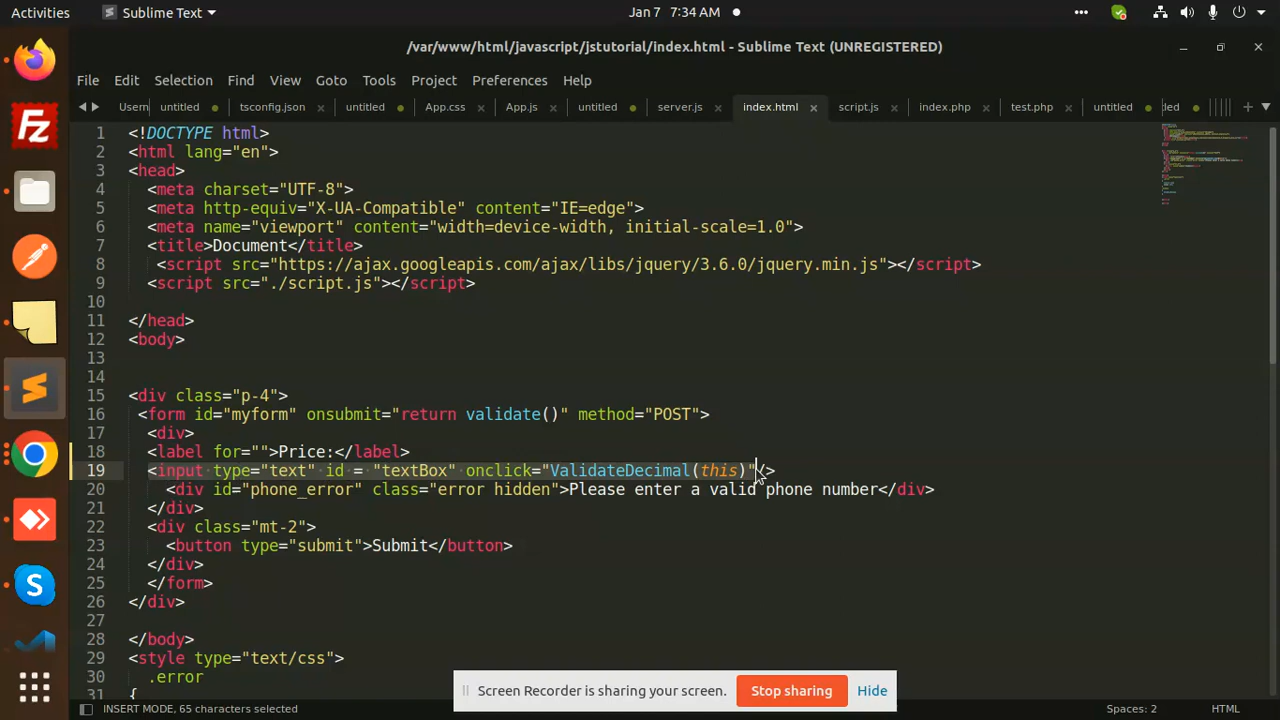 Activities
Sublime Text
Jan 7 7:34 AM
/var/www/html/javascript/jstutorial/index.html - Sublime Text (UNREGISTERED)
File Edit Selection Find View Goto Tools Project Preferences Help
Usern untitled tsconfig.json untitled App.css App.js untitled server.js index.html script.js index.php test.php untitled led
1 <!DOCTYPE html>
2 <html lang="en">
3 <head>
4 <meta charset="UTF-8">
5 <meta http-equiv="X-UA-Compatible" content="IE=edge">
6 <meta name="viewport" content="width=device-width, initial-scale=1.0">
7 <title>Document</title>
8 <script src="https://ajax.googleapis.com/ajax/libs/jquery/3.6.0/jquery.min.js"></script>
9 <script src="./script.js"></script>
10
11 </head>
12 <body>
13
14
15 <div class="p-4">
16 <form id="myform" onsubmit="return validate()" method="POST">
17 <div>
18 <label for="">Price:</label>
19 <input type="text" id = "textBox" onclick="ValidateDecimal(this)"/>
20 <div id="phone_error" class="error hidden">Please enter a valid phone number</div>
21 </div>
22 <div class="mt-2">
23 <button type="submit">Submit</button>
24 </div>
25 </form>
26 </div>
27
28 </body>
29 <style type="text/css">
30 .error
31 {
Screen Recorder is sharing your screen. Stop sharing Hide
INSERT MODE, 65 characters selected Spaces: 2 HTML